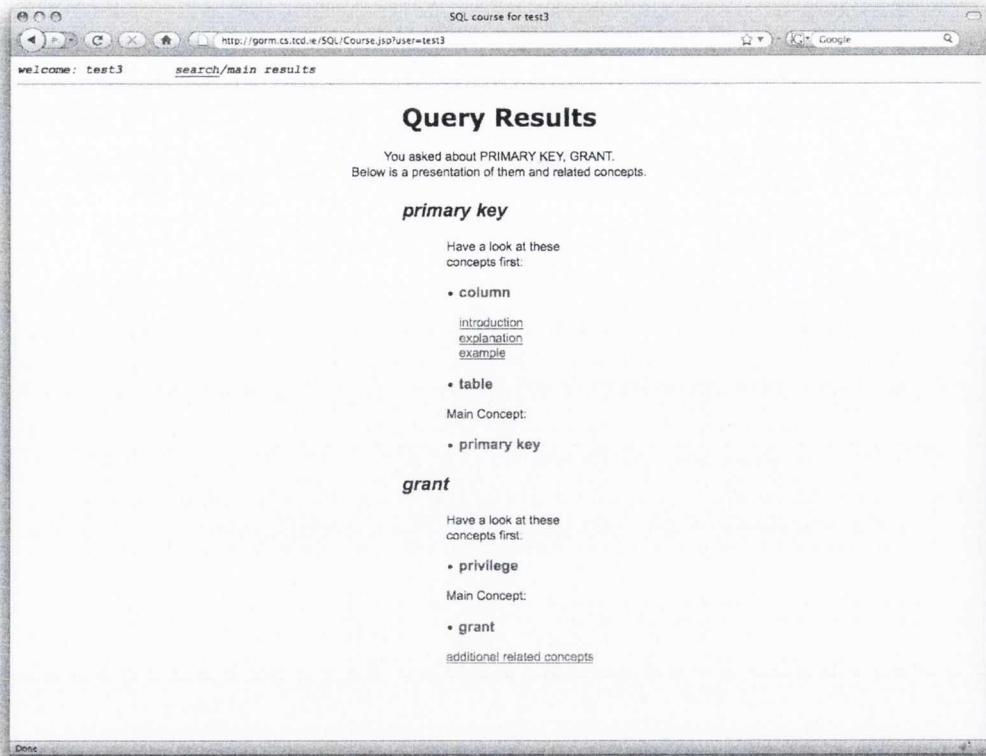 SQL course for test3
http://gorm.cs.tcd.ie/SQL/Course.jsp?user=test3
Google
welcome: test3 search/main results
Query Results
You asked about PRIMARY KEY, GRANT.
Below is a presentation of them and related concepts.
primary key
Have a look at these
concepts first:
• column
introduction
explanation
example
• table
Main Concept:
• primary key
grant
Have a look at these
concepts first:
• privilege
Main Concept:
• grant
additional related concepts
Done